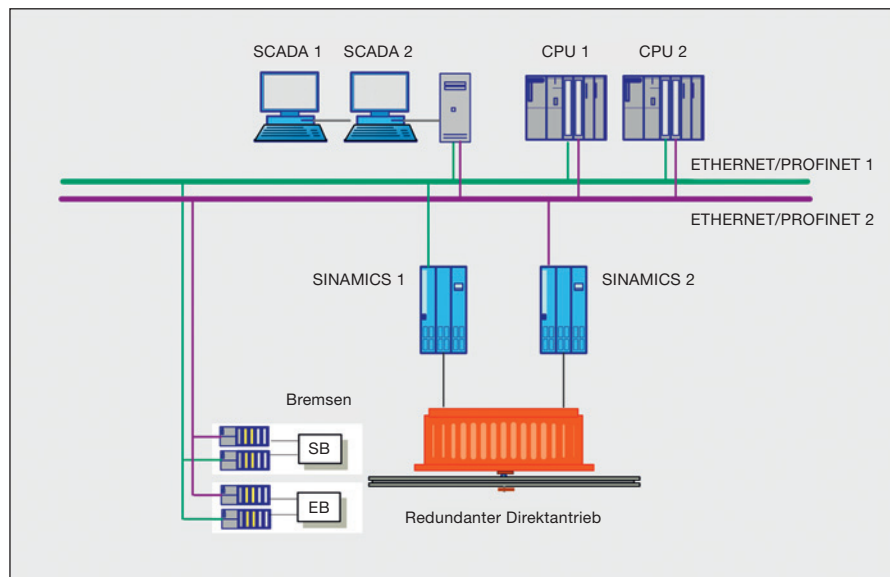 SCADA 1
SCADA 2
CPU 1
CPU 2
ETHERNET/PROFINET 1
ETHERNET/PROFINET 2
SINAMICS 1
SINAMICS 2
Bremsen
SB
EB
Redundanter Direktantrieb